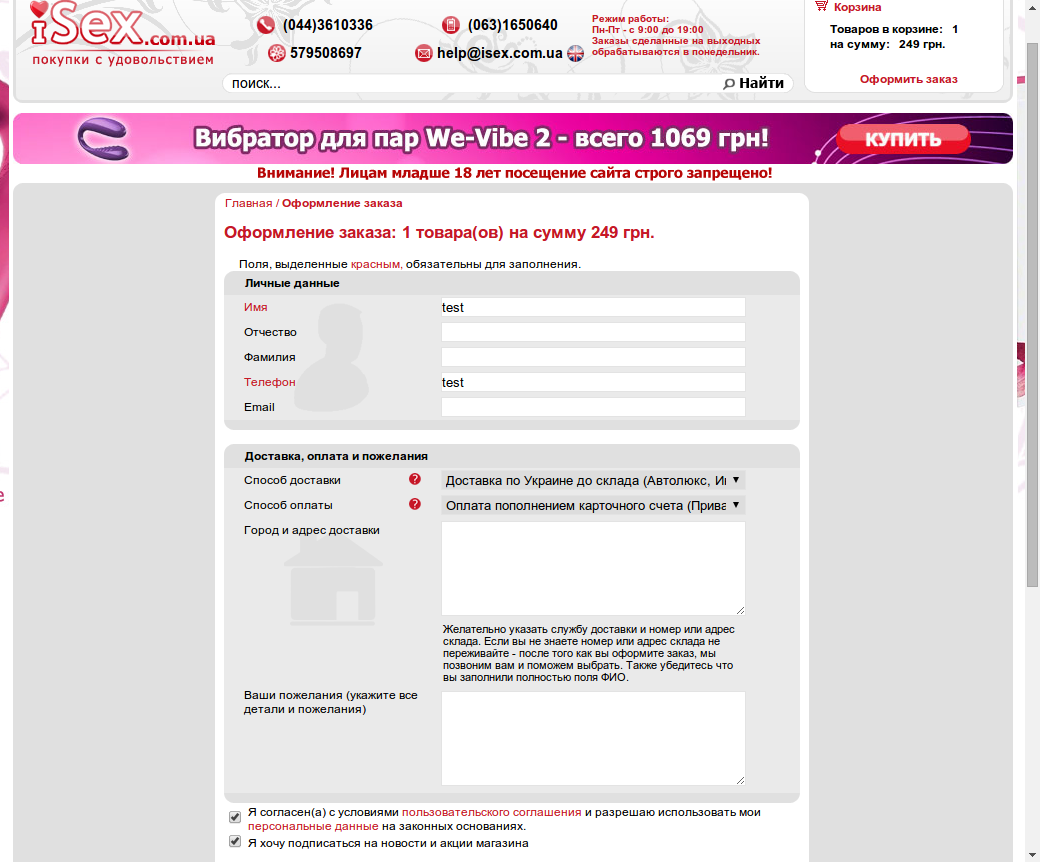 iSex.com.ua
покупки с удовольствием
(044)3610336
(063)1650640
579508697
help@isex.com.ua
Режим работы:
Пн-Пт - с 9:00 до 19:00
Заказы сделанные на выходных
обрабатываются в понедельник.
поиск...
Найти
Корзина
Товаров в корзине: 1
на сумму: 249 грн.
Оформить заказ
Вибратор для пар We-Vibe 2 - всего 1069 грн!
КУПИТЬ
Внимание! Лицам младше 18 лет посещение сайта строго запрещено!
Главная / Оформление заказа
Оформление заказа: 1 товара(ов) на сумму 249 грн.
Поля, выделенные красным, обязательны для заполнения.
Личные данные
Имя
test
Отчество
Фамилия
Телефон
test
Email
Доставка, оплата и пожелания
Способ доставки
?
Доставка по Украине до склада (Автолюкс, И
Способ оплаты
?
Оплата пополнением карточного счета (Прива
Город и адрес доставки
Желательно указать службу доставки и номер или адрес
склада. Если вы не знаете номер или адрес склада не
переживайте - после того как вы оформите заказ, мы
позвоним вам и поможем выбрать. Также убедитесь что
вы заполнили полностью поля ФИО.
Ваши пожелания (укажите все
детали и пожелания)
Я согласен(а) с условиями пользовательского соглашения и разрешаю использовать мои
персональные данные на законных основаниях.
Я хочу подписаться на новости и акции магазина